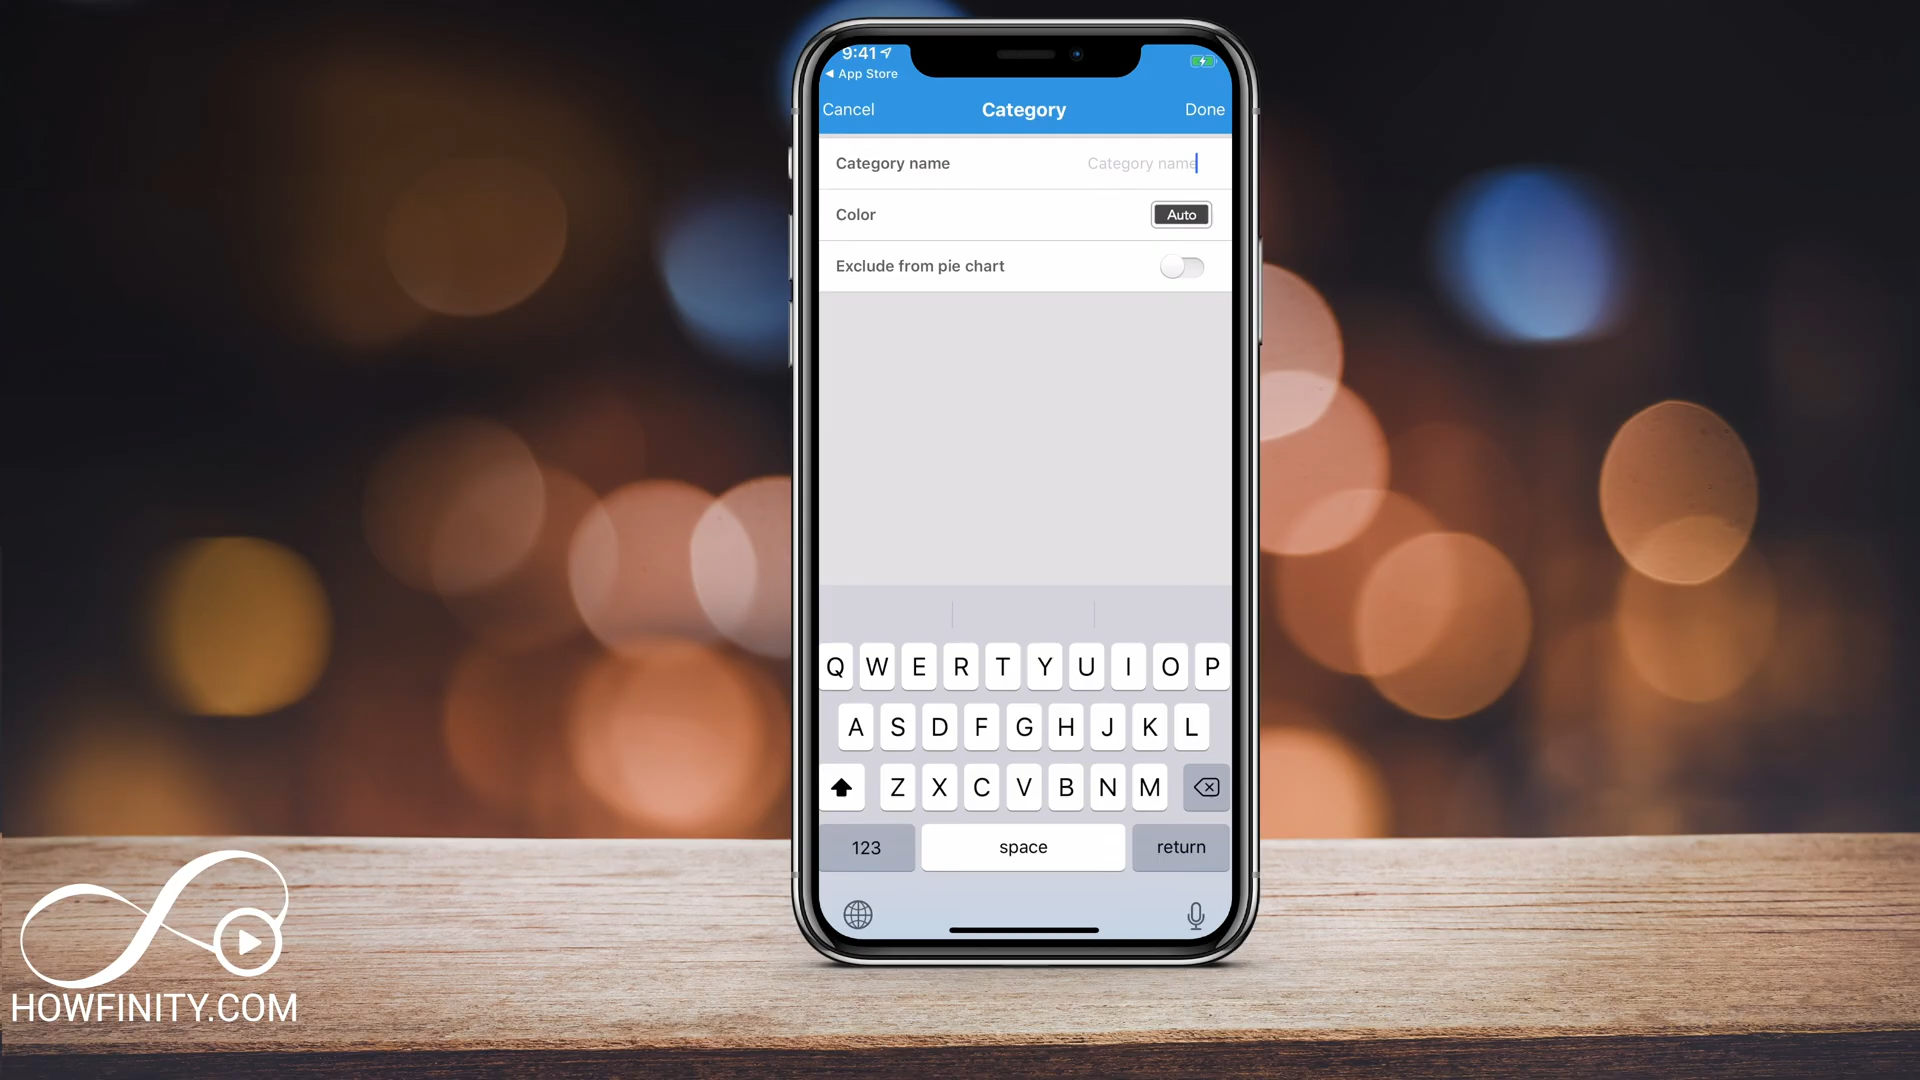 9:41
App Store
Cancel Category Done
Category name Category name
Color Auto
Exclude from pie chart
Q W E R T Y U I O P
A S D F G H J K L
Z X C V B N M
123 space return
HOWFINITY.COM